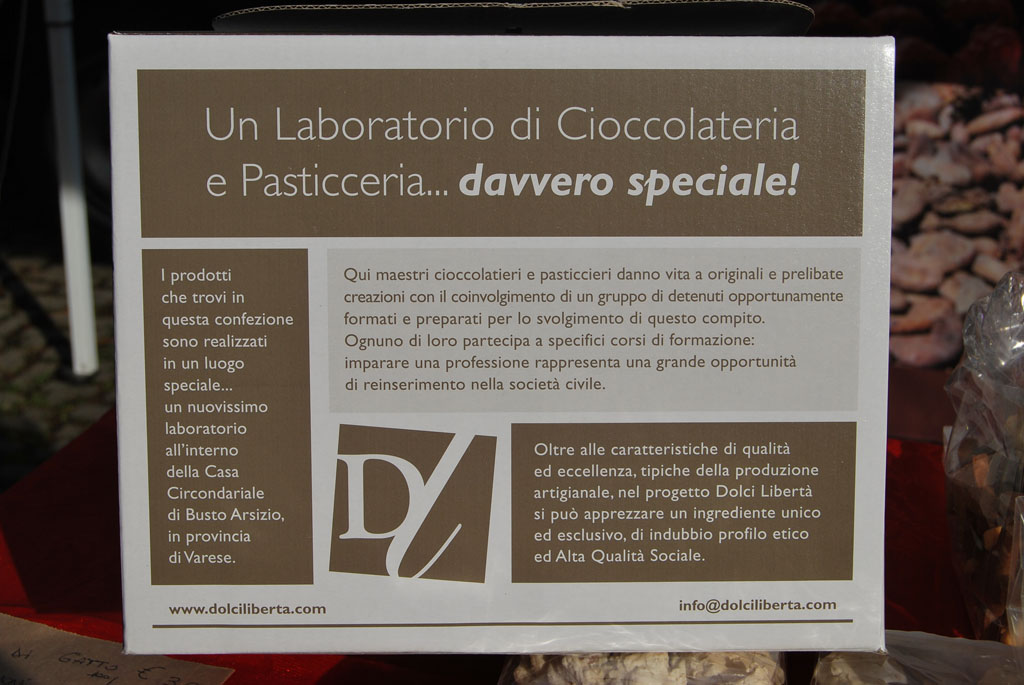 Un Laboratorio di Cioccolateria
e Pasticceria... davvero speciale!
I prodotti
che trovi in
questa confezione
sono realizzati
in un luogo
speciale...
un nuovissimo
laboratorio
all'interno
della Casa
Circondariale
di Busto Arsizio,
in provincia
di Varese.
Qui maestri cioccolatieri e pasticcieri danno vita a originali e prelibate
creazioni con il coinvolgimento di un gruppo di detenuti opportunamente
formati e preparati per lo svolgimento di questo compito.
Ognuno di loro partecipa a specifici corsi di formazione:
imparare una professione rappresenta una grande opportunità
di reinserimento nella società civile.
Dl
Oltre alle caratteristiche di qualità
ed eccellenza, tipiche della produzione
artigianale, nel progetto Dolci Libertà
si può apprezzare un ingrediente unico
ed esclusivo, di indubbio profilo etico
ed Alta Qualità Sociale.
www.dolciliberta.com
info@dolciliberta.com
DI GATTO €